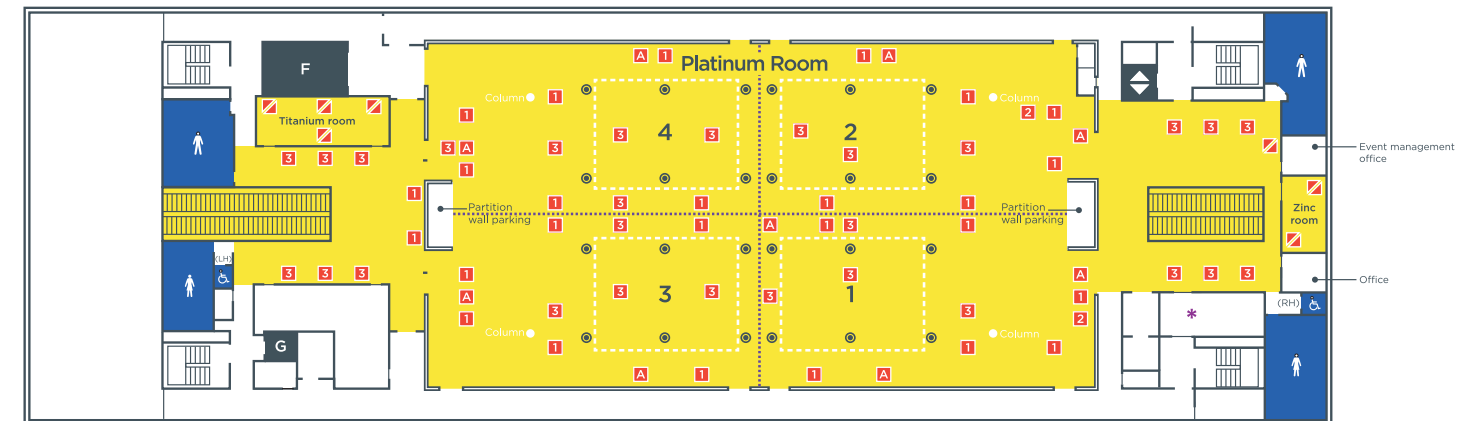 A 1 1 A
Platinum Room
F
Column 1 1 Column
Titanium room
1 2 1
3 4 3 3 2 3 A 3 3 3
3 3 3 3 A 3 3 3
Event management
office
1 1 1
1 1 3 1 1 1
Partition
wall parking
Partition
wall parking
Zinc
room
1 1 3 1 A 1 3 1
(LH)
3 3 3 1 3 A 3 3 3
Office
A 3 3 3 3 1 1
(RH)
1 3 3 2
*
Column Column
G
1 1 1
A 1 1 A